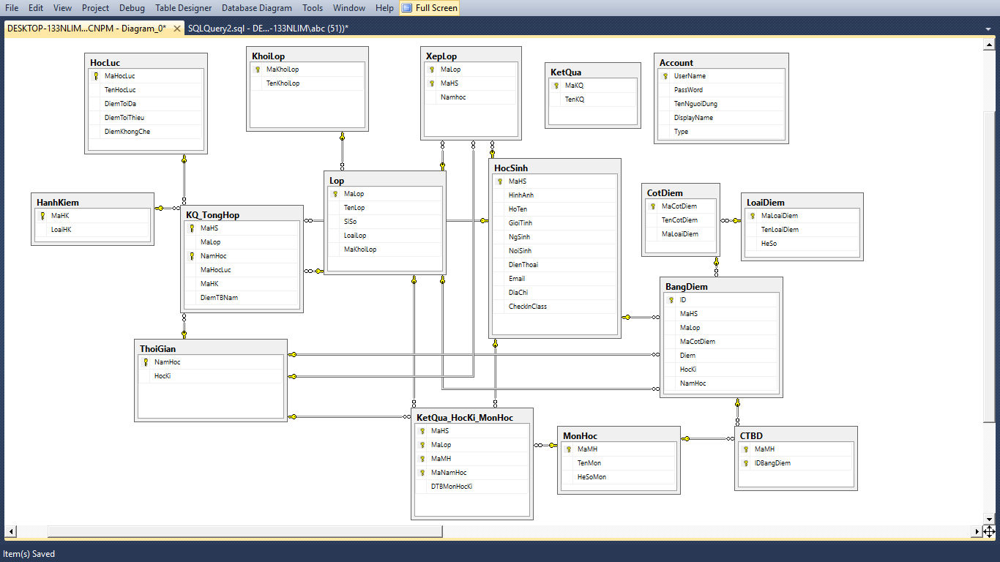 File Edit View Project Debug Table Designer Database Diagram Tools Window Help Full Screen
DESKTOP-133NLIM...CNPM - Diagram_0* SQLQuery2.sql - DE...-133NLIM\abc (51))*
HocLuc
MaHocLuc
TenHocLuc
DiemToiDa
DiemToiThieu
DiemKhongChe
KhoiLop
MaKhoiLop
TenKhoiLop
XepLop
MaLop
MaHS
Namhoc
KetQua
MaKQ
TenKQ
Account
UserName
PassWord
TenNguoiDung
DisplayName
Type
HanhKiem
MaHK
LoaiHK
KQ_TongHop
MaHS
MaLop
NamHoc
MaHocLuc
MaHK
DiemTBNam
Lop
MaLop
TenLop
SiSo
LoaiLop
MaKhoiLop
HocSinh
MaHS
HinhAnh
HoTen
GioiTinh
NgSinh
NoiSinh
DienThoai
Email
DiaChi
CheckInClass
CotDiem
MaCotDiem
TenCotDiem
MaLoaiDiem
LoaiDiem
MaLoaiDiem
TenLoaiDiem
HeSo
BangDiem
ID
MaHS
MaLop
MaCotDiem
Diem
HocKi
NamHoc
ThoiGian
NamHoc
HocKi
KetQua_HocKi_MonHoc
MaHS
MaLop
MaMH
MaNamHoc
DTBMonHocKi
MonHoc
MaMH
TenMon
HeSoMon
CTBD
MaMH
IDBangDiem
Item(s) Saved